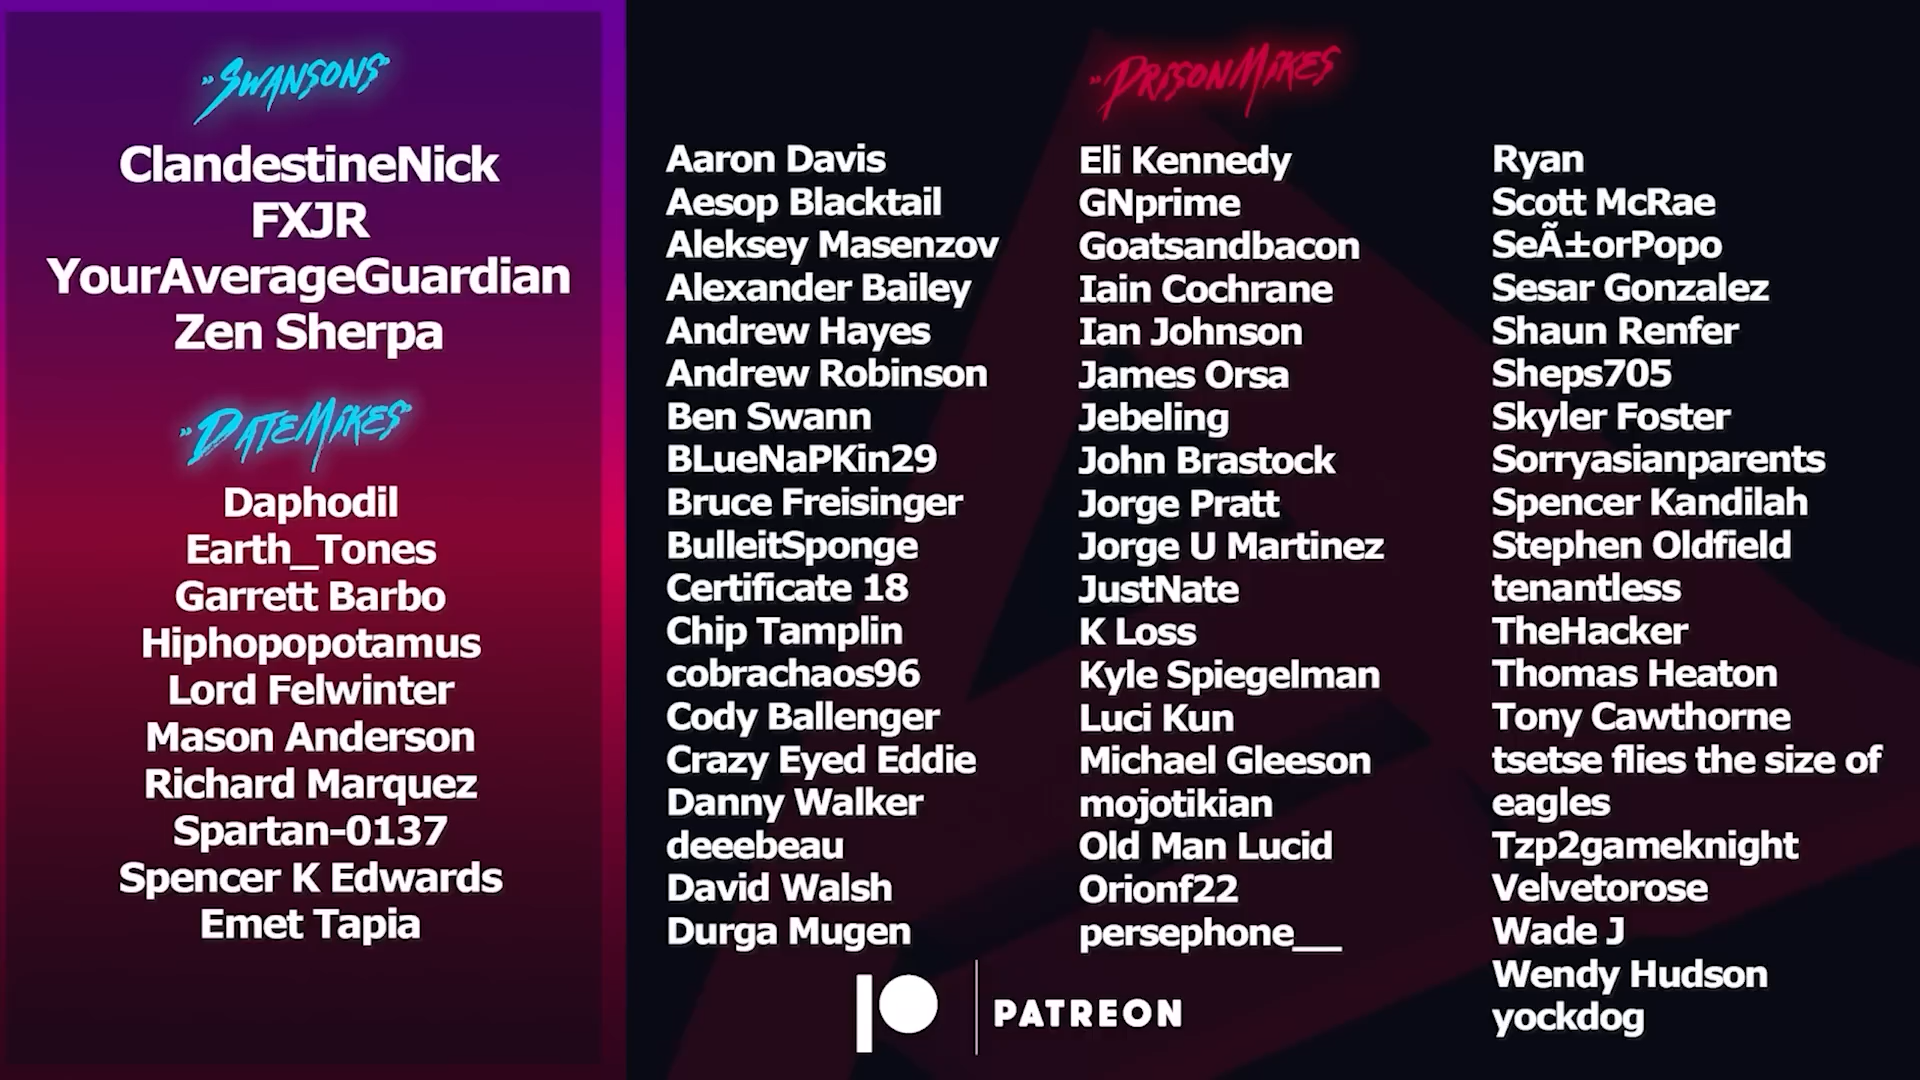 Swansons
ClandestineNick
FXJR
YourAverageGuardian
Zen Sherpa
DateMikes
Daphodil
Earth_Tones
Garrett Barbo
Hiphopopotamus
Lord Felwinter
Mason Anderson
Richard Marquez
Spartan-0137
Spencer K Edwards
Emet Tapia
PrisonMikes
Aaron Davis
Aesop Blacktail
Aleksey Masenzov
Alexander Bailey
Andrew Hayes
Andrew Robinson
Ben Swann
BLueNaPKin29
Bruce Freisinger
BulleitSponge
Certificate 18
Chip Tamplin
cobrachaos96
Cody Ballenger
Crazy Eyed Eddie
Danny Walker
deeebeau
David Walsh
Durga Mugen
Eli Kennedy
GNprime
Goatsandbacon
Iain Cochrane
Ian Johnson
James Orsa
Jebeling
John Brastock
Jorge Pratt
Jorge U Martinez
JustNate
K Loss
Kyle Spiegelman
Luci Kun
Michael Gleeson
mojotikian
Old Man Lucid
Orionf22
persephone__
Ryan
Scott McRae
SeÃ±orPopo
Sesar Gonzalez
Shaun Renfer
Sheps705
Skyler Foster
Sorryasianparents
Spencer Kandilah
Stephen Oldfield
tenantless
TheHacker
Thomas Heaton
Tony Cawthorne
tsetse flies the size of
eagles
Tzp2gameknight
Velvetorose
Wade J
Wendy Hudson
yockdog
PATREON